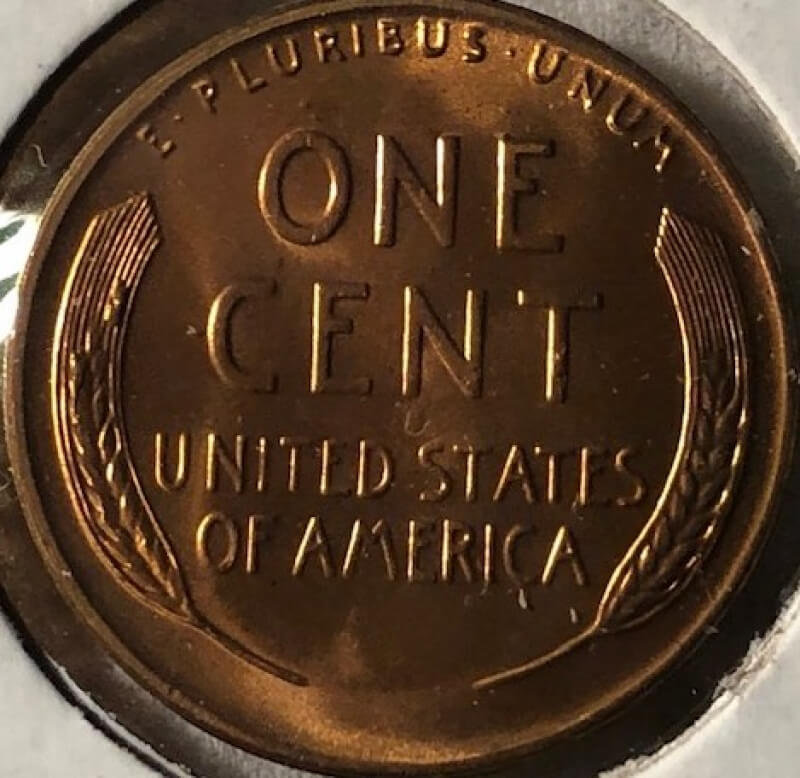 E·PLURIBUS·UNUM
ONE
CENT
UNITED STATES
OF AMERICA